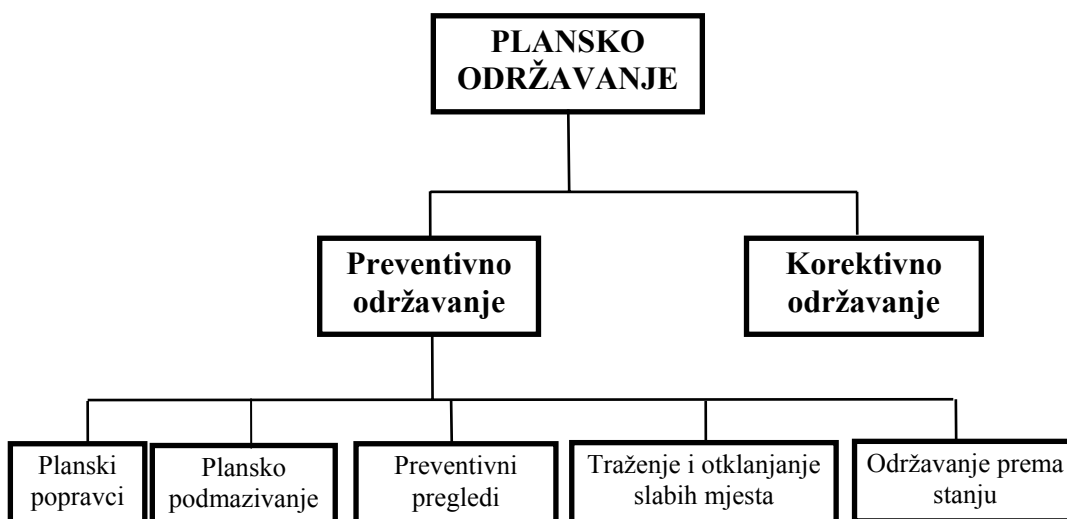 PLANSKO
ODRŽAVANJE
Preventivno
održavanje
Korektivno
održavanje
Planski
popravci
Plansko
podmazivanje
Preventivni
pregledi
Traženje i otklanjanje
slabih mjesta
Održavanje prema
stanju